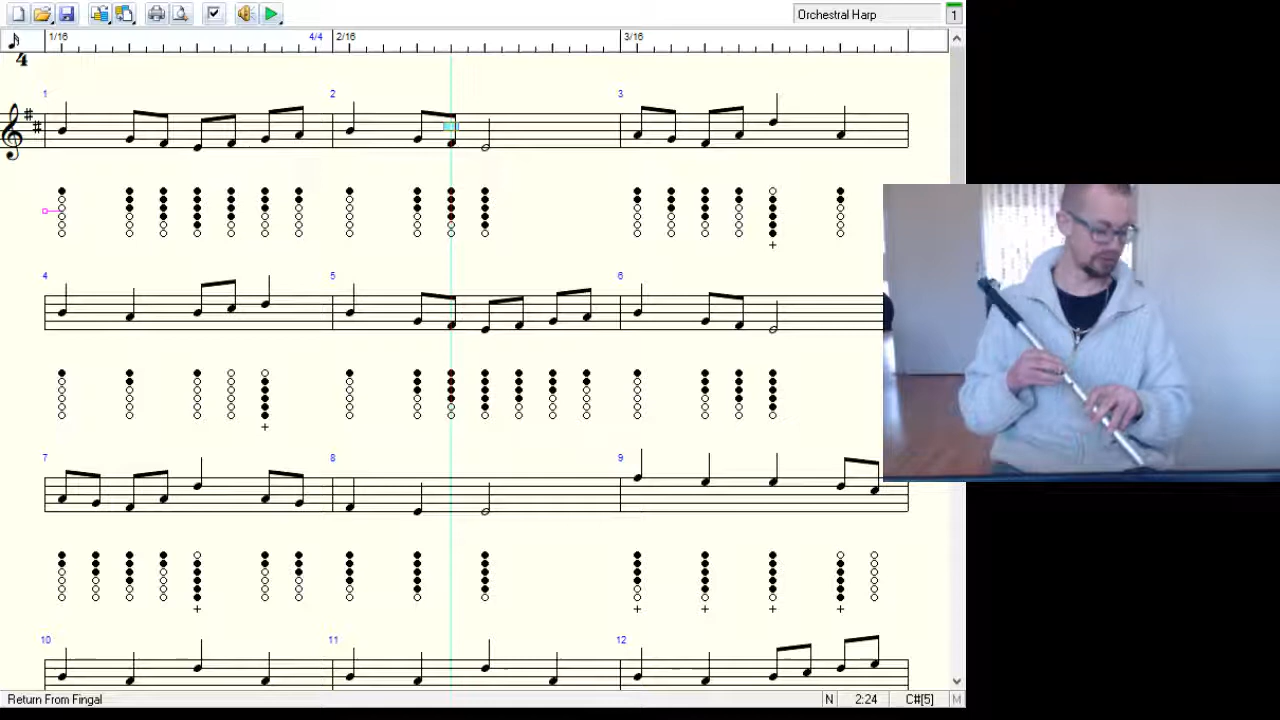 Orchestral Harp 1
1/16 4/4 2/16 3/16
4
1 2 3
4 5 6
7 8 9
10 11 12
Return From Fingal N 2:24 C#[5] M